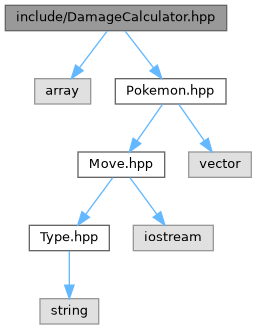 include/DamageCalculator.hpp
array
Pokemon.hpp
Move.hpp
vector
Type.hpp
iostream
string